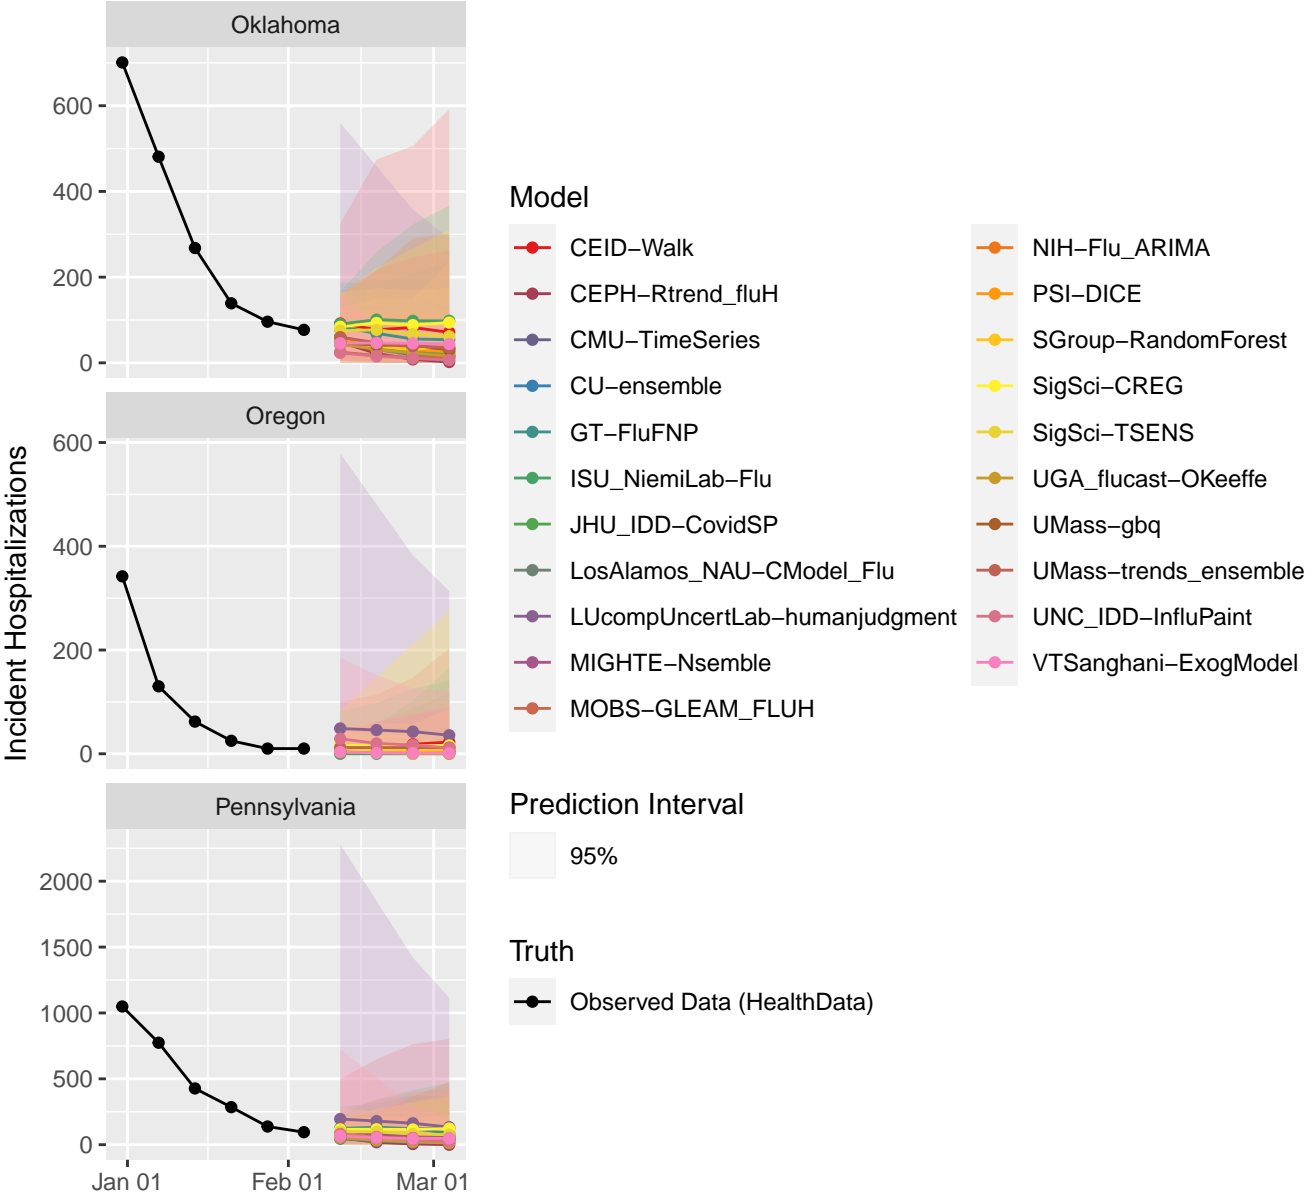 Oklahoma
600
400
200
0
Oregon
600
400
200
0
Pennsylvania
2000
1500
1000
500
0
Jan 01
Feb 01
Mar 01
Incident Hospitalizations
Model
CEID−Walk
CEPH−Rtrend_fluH
CMU−TimeSeries
CU−ensemble
GT−FluFNP
ISU_NiemiLab−Flu
JHU_IDD−CovidSP
LosAlamos_NAU−CModel_Flu
LUcompUncertLab−humanjudgment
MIGHTE−Nsemble
MOBS−GLEAM_FLUH
NIH−Flu_ARIMA
PSI−DICE
SGroup−RandomForest
SigSci−CREG
SigSci−TSENS
UGA_flucast−OKeeffe
UMass−gbq
UMass−trends_ensemble
UNC_IDD−InfluPaint
VTSanghani−ExogModel
Prediction Interval
95%
Truth
Observed Data (HealthData)